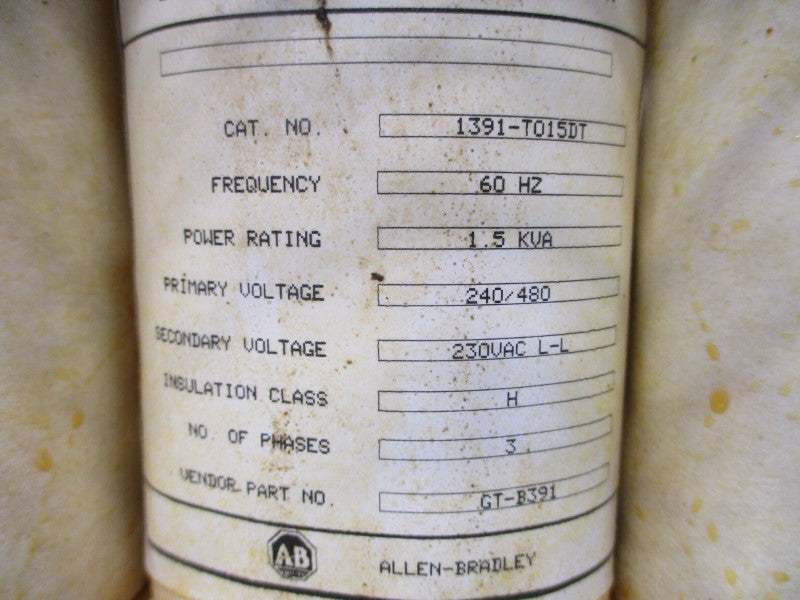 CAT. NO. 1391-T015DT
FREQUENCY 60 HZ
POWER RATING 1.5 KVA
PRIMARY VOLTAGE 240/480
SECONDARY VOLTAGE 230VAC L-L
INSULATION CLASS H
NO. OF PHASES 3
VENDOR PART NO. GT-B391
AB ALLEN-BRADLEY